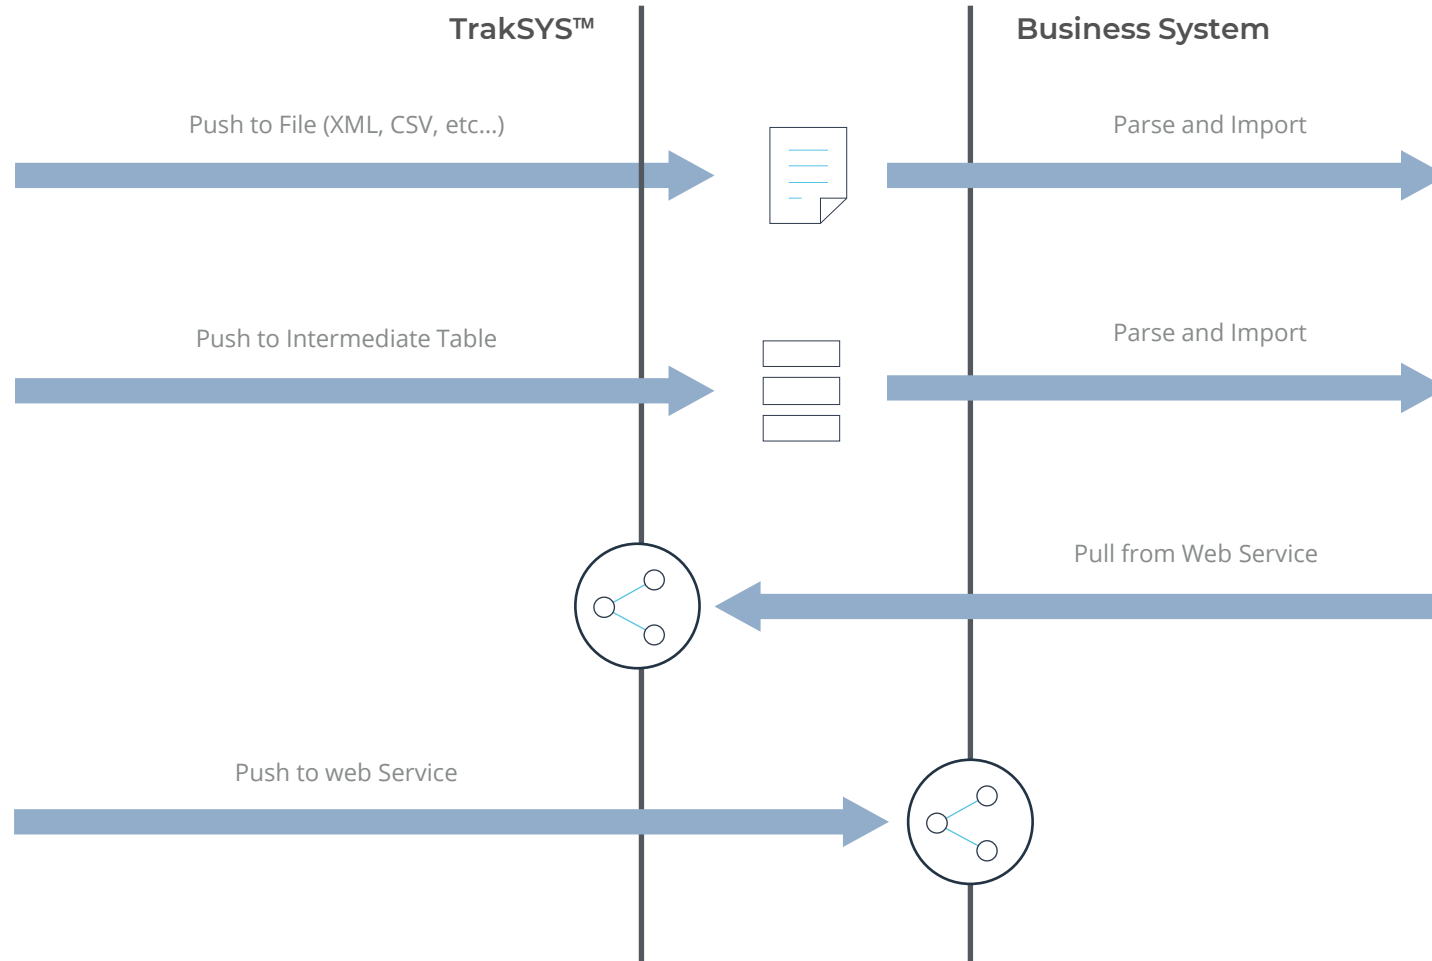 TrakSYS™
Business System
Push to File (XML, CSV, etc...)
Parse and Import
Push to Intermediate Table
Parse and Import
Pull from Web Service
Push to web Service